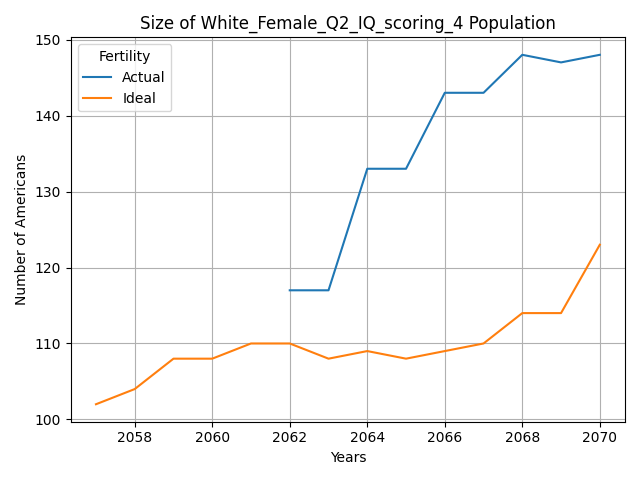 Size of White_Female_Q2_IQ_scoring_4 Population
Fertility
Actual
Ideal
Number of Americans
150
140
130
120
110
100
2058 2060 2062 2064 2066 2068 2070
Years